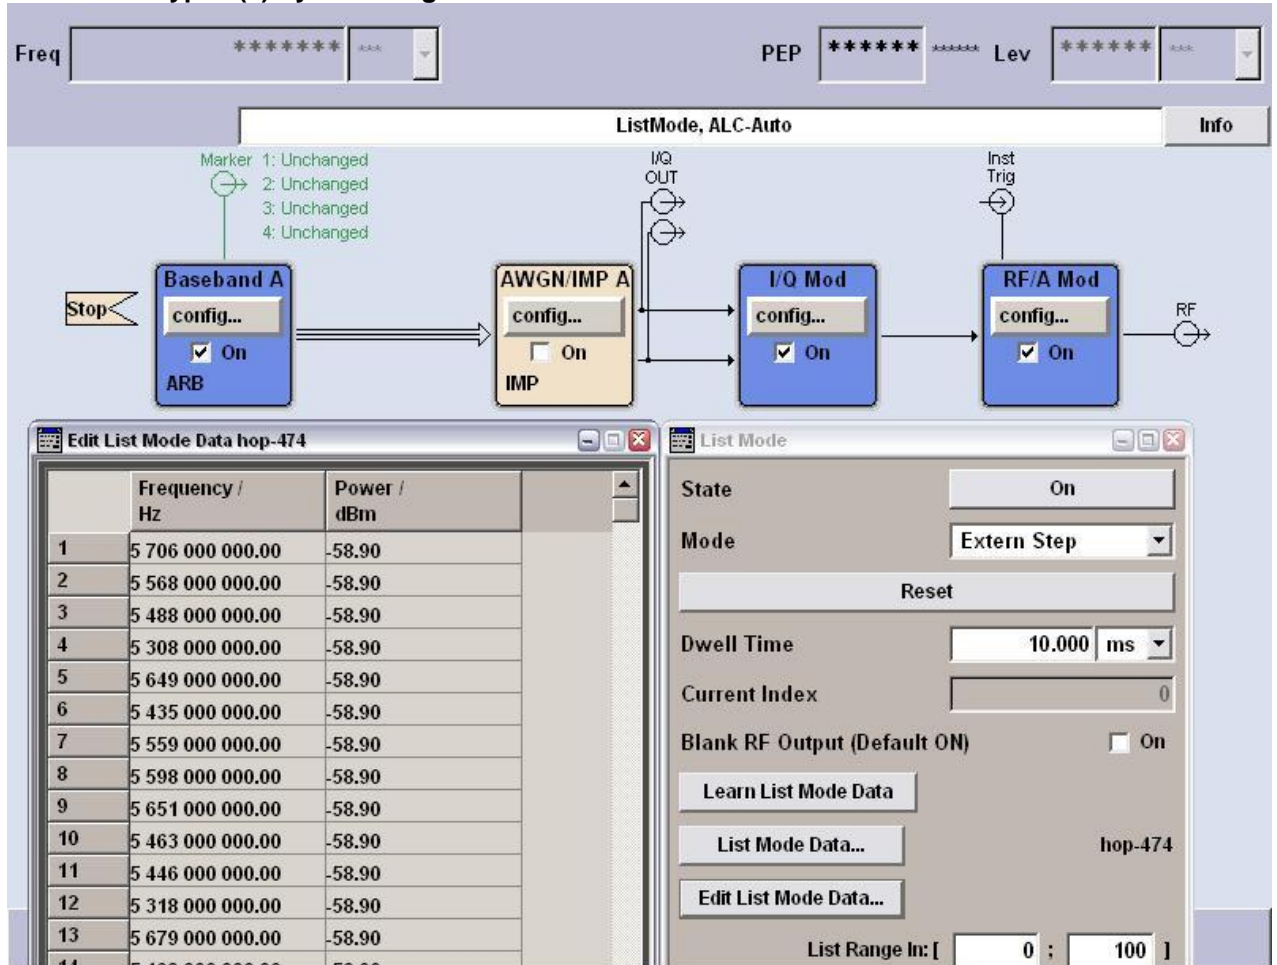 Freq ******* *** PEP ****** ****** Lev ****** ***
ListMode, ALC-Auto Info
Marker 1: Unchanged
2: Unchanged
3: Unchanged
4: Unchanged
I/Q
OUT
Inst
Trig
Stop
Baseband A
config...
On
ARB
AWGN/IMP A
config...
On
IMP
I/Q Mod
config...
On
RF/A Mod
config...
On
RF
Edit List Mode Data hop-474
Frequency / Hz Power / dBm
1 5 706 000 000.00 -58.90
2 5 568 000 000.00 -58.90
3 5 488 000 000.00 -58.90
4 5 308 000 000.00 -58.90
5 5 649 000 000.00 -58.90
6 5 435 000 000.00 -58.90
7 5 559 000 000.00 -58.90
8 5 598 000 000.00 -58.90
9 5 651 000 000.00 -58.90
10 5 463 000 000.00 -58.90
11 5 446 000 000.00 -58.90
12 5 318 000 000.00 -58.90
13 5 679 000 000.00 -58.90
List Mode
State On
Mode Extern Step
Reset
Dwell Time 10.000 ms
Current Index 0
Blank RF Output (Default ON) On
Learn List Mode Data
List Mode Data... hop-474
Edit List Mode Data...
List Range In: [ 0 ; 100 ]